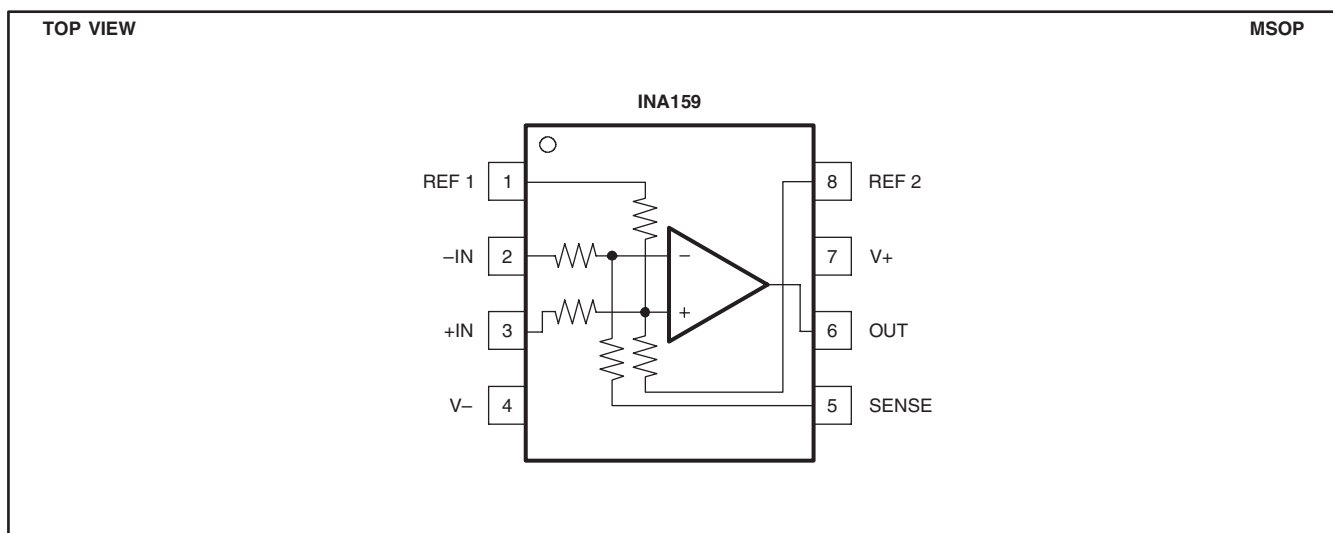 TOP VIEW MSOP
INA159
REF 1 1 8 REF 2
–IN 2 – 7 V+
+IN 3 + 6 OUT
V– 4 5 SENSE